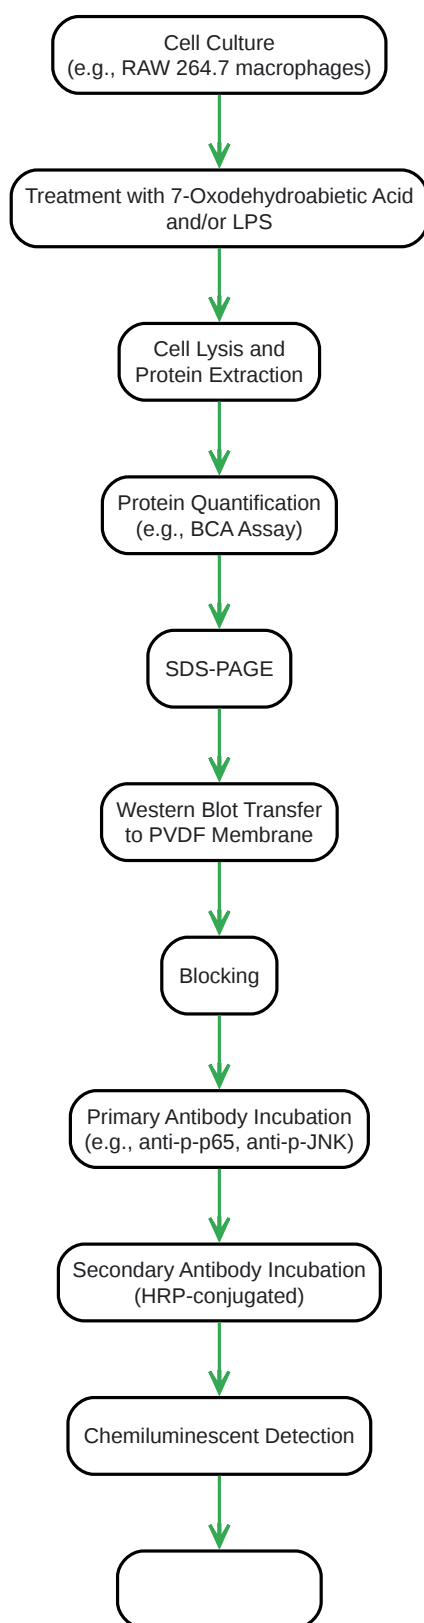 Cell Culture
(e.g., RAW 264.7 macrophages)
Treatment with 7-Oxodehydroabietic Acid
and/or LPS
Cell Lysis and
Protein Extraction
Protein Quantification
(e.g., BCA Assay)
SDS-PAGE
Western Blot Transfer
to PVDF Membrane
Blocking
Primary Antibody Incubation
(e.g., anti-p-p65, anti-p-JNK)
Secondary Antibody Incubation
(HRP-conjugated)
Chemiluminescent Detection